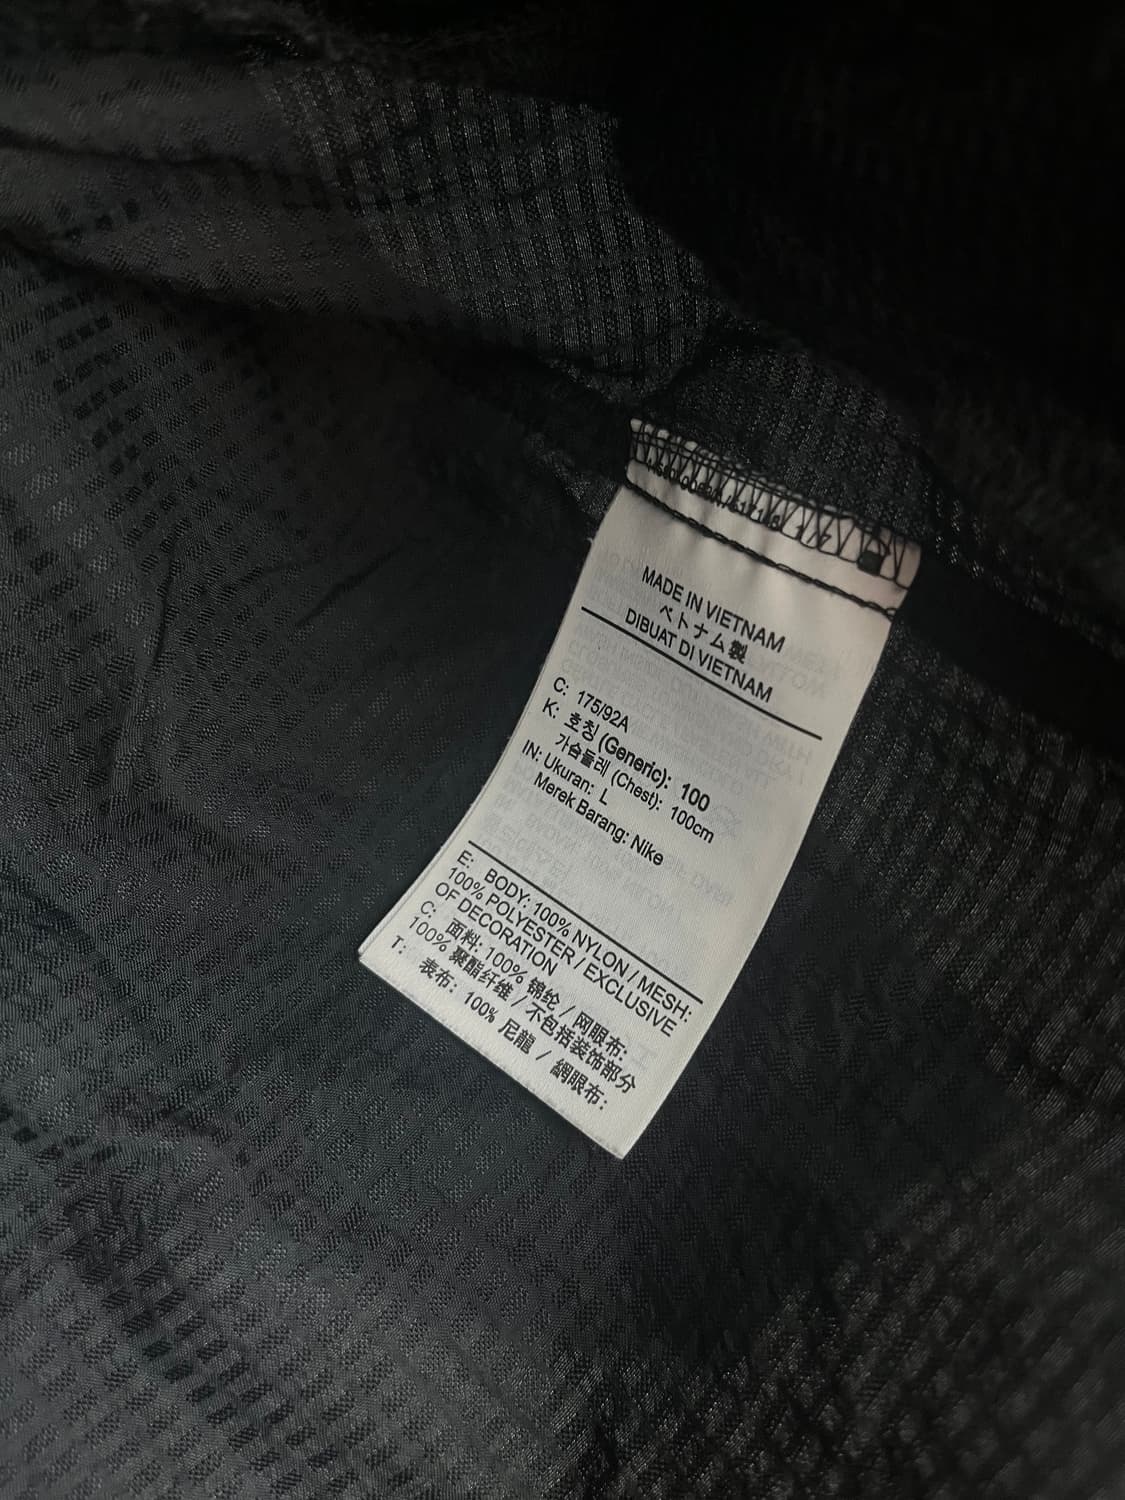 MADE IN VIETNAM
ベトナム製
DIBUAT DI VIETNAM
C: 175/92A
K: 호칭 (Generic): 100
가슴둘레 (Chest): 100cm
IN: Ukuran: L
Merek Barang: Nike
E: BODY: 100% NYLON / MESH:
100% POLYESTER / EXCLUSIVE
OF DECORATION
C: 面料: 100% 锦纶 / 网眼布:
100% 聚酯纤维 / 不包括装饰部分
T: 表布: 100% 尼龍 / 網眼布: